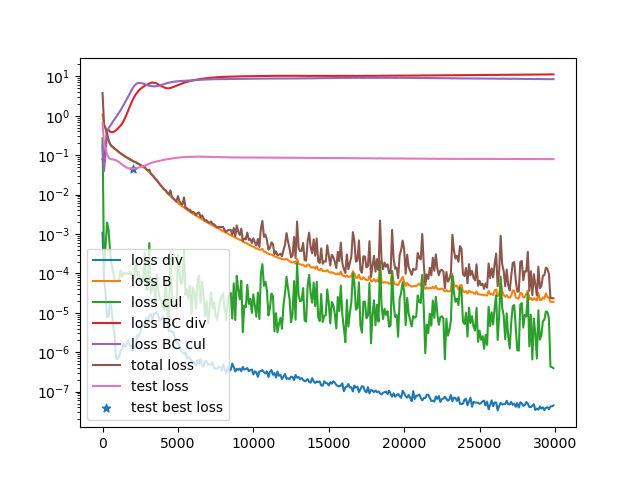 10¹
10⁰
10⁻¹
10⁻²
10⁻³
10⁻⁴
10⁻⁵
10⁻⁶
10⁻⁷
loss div
loss B
loss cul
loss BC div
loss BC cul
total loss
test loss
test best loss
0 5000 10000 15000 20000 25000 30000